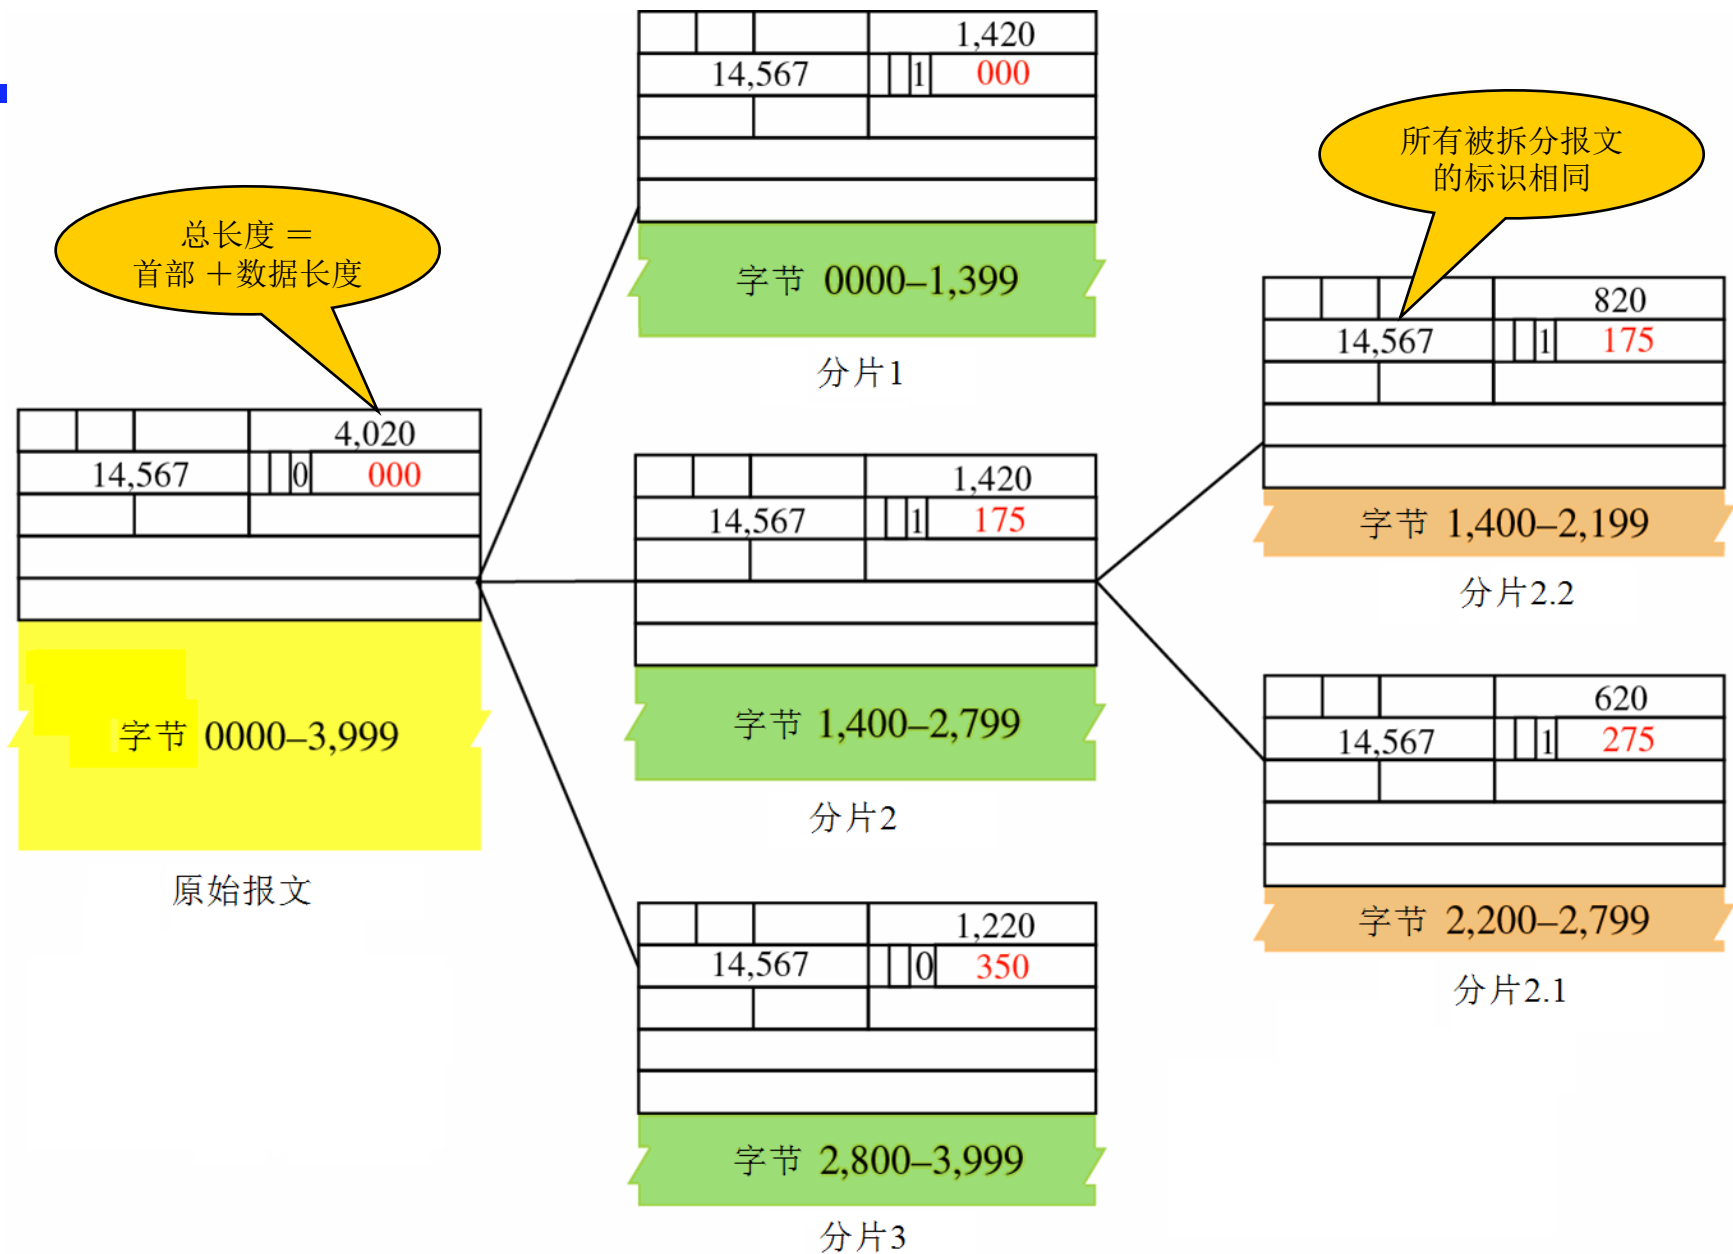 总长度 =
首部 +数据长度
4,020
14,567 0 000
字节 0000–3,999
原始报文
1,420
14,567 1 000
字节 0000–1,399
分片1
1,420
14,567 1 175
字节 1,400–2,799
分片2
1,220
14,567 0 350
字节 2,800–3,999
分片3
所有被拆分报文
的标识相同
820
14,567 1 175
字节 1,400–2,199
分片2.2
620
14,567 1 275
字节 2,200–2,799
分片2.1